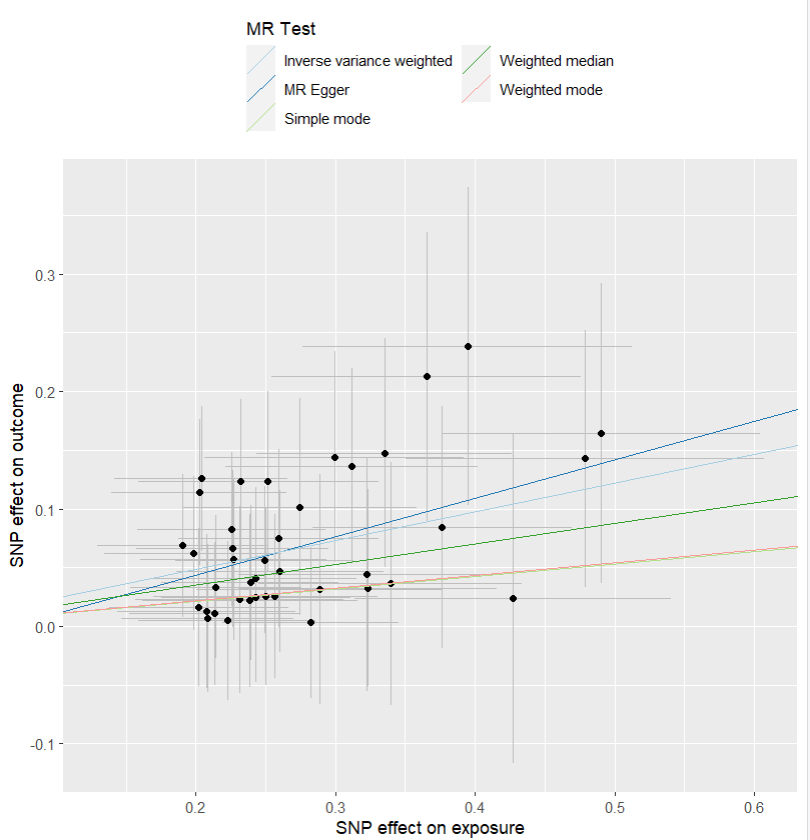 MR Test
Inverse variance weighted
Weighted median
MR Egger
Weighted mode
Simple mode
SNP effect on outcome
0.3
0.2
0.1
0.0
-0.1
0.2
0.3
0.4
0.5
0.6
SNP effect on exposure